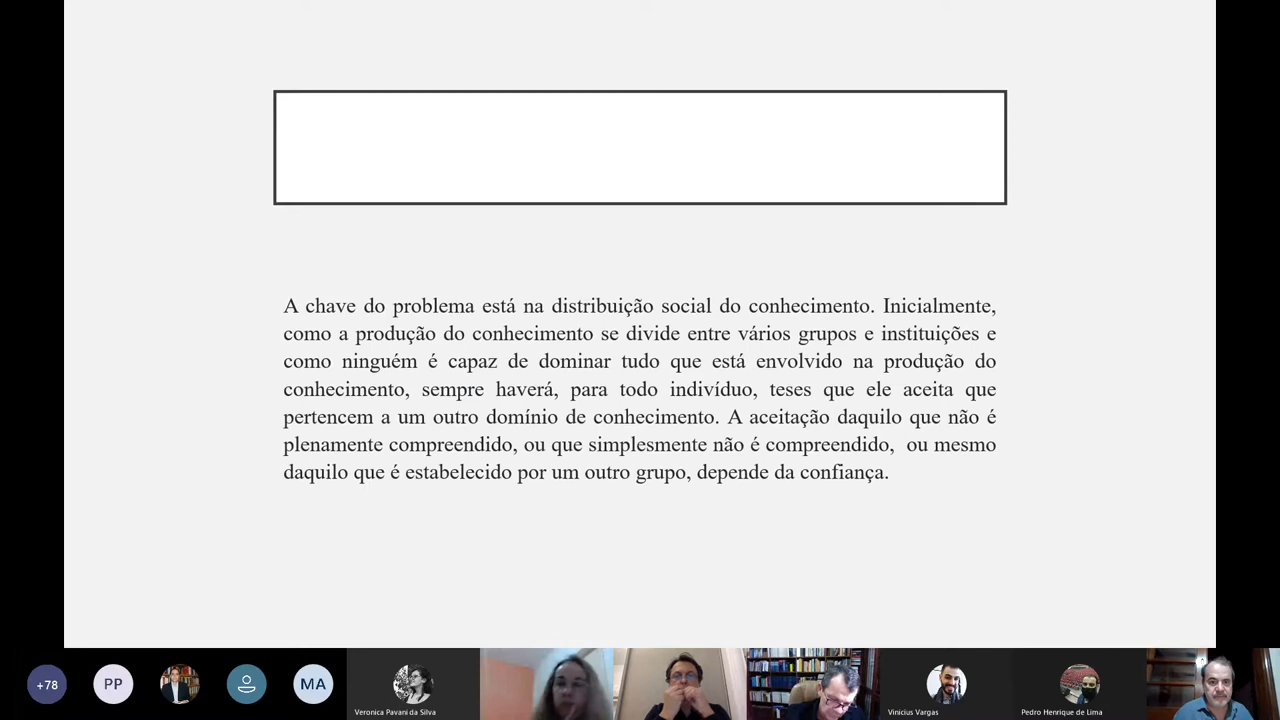 A chave do problema está na distribuição social do conhecimento. Inicialmente,
como a produção do conhecimento se divide entre vários grupos e instituições e
como ninguém é capaz de dominar tudo que está envolvido na produção do
conhecimento, sempre haverá, para todo indivíduo, teses que ele aceita que
pertencem a um outro domínio de conhecimento. A aceitação daquilo que não é
plenamente compreendido, ou que simplesmente não é compreendido,  ou mesmo
daquilo que é estabelecido por um outro grupo, depende da confiança.
+78
PP
MA
Veronica Pavani da Silva
Vinicius Vargas
Pedro Henrique de Lima